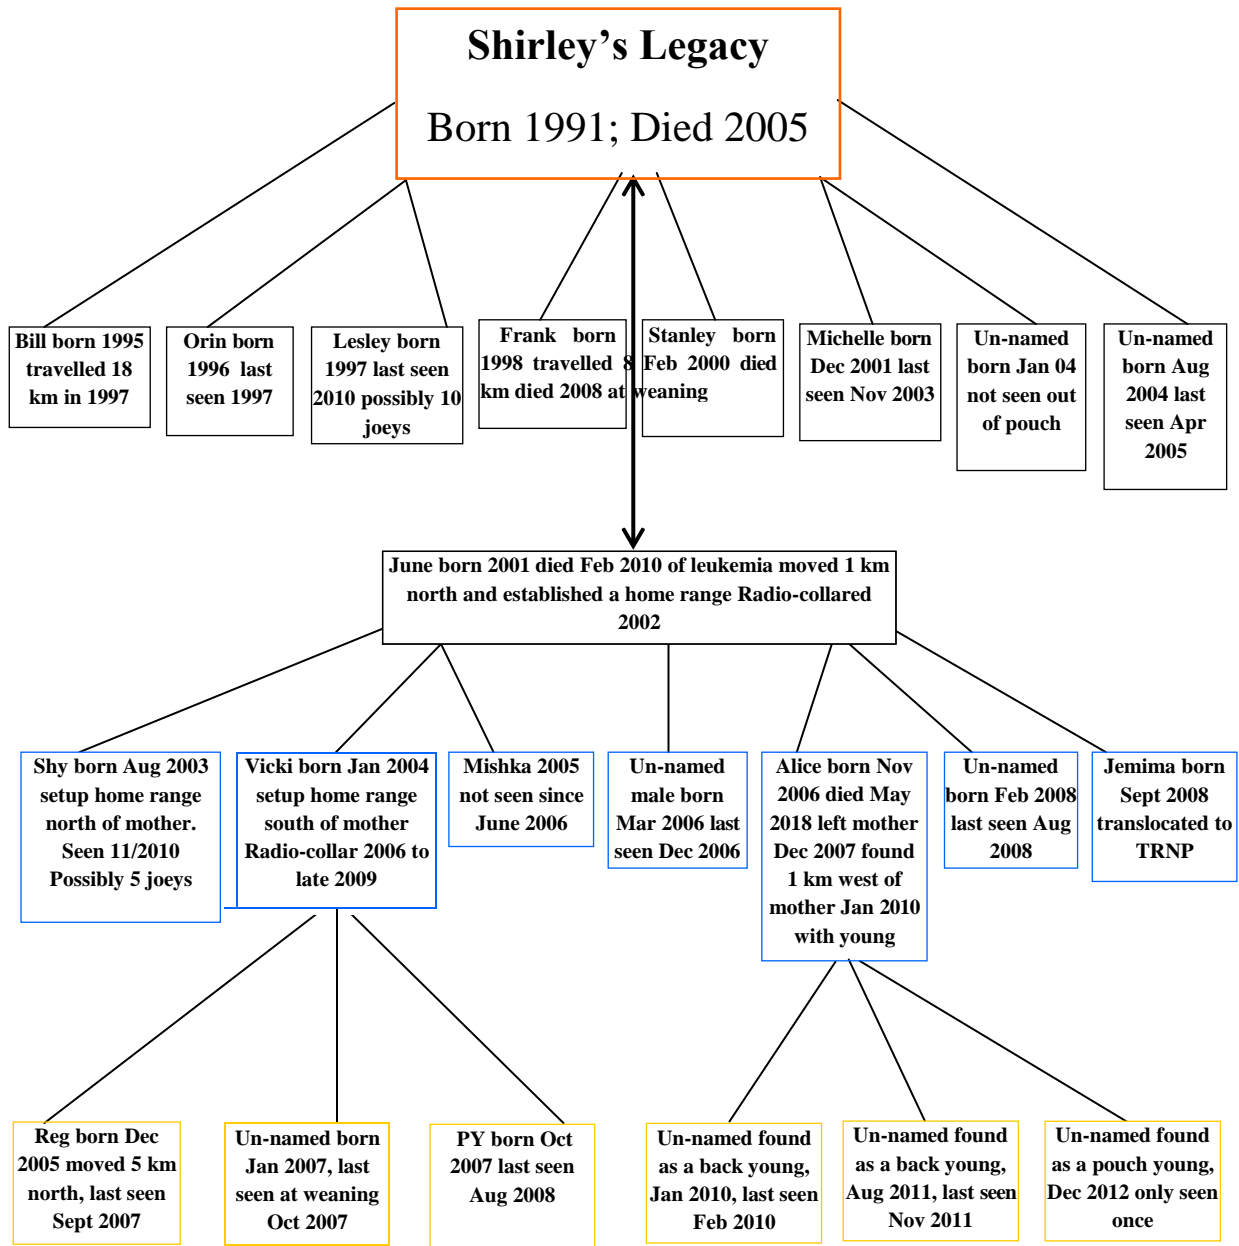 Shirley's Legacy
Born 1991; Died 2005
Bill born 1995
travelled 18
km in 1997
Orin born
1996 last
seen 1997
Lesley born
1997 last seen
2010 possibly 10
joeys
Frank born
1998 travelled 8
km died 2008 at weaning
Stanley born
Feb 2000 died
Michelle born
Dec 2001 last
seen Nov 2003
Un-named
born Jan 04
not seen out
of pouch
Un-named
born Aug
2004 last
seen Apr
2005
June born 2001 died Feb 2010 of leukemia moved 1 km
north and established a home range Radio-collared
2002
Shy born Aug 2003
setup home range
north of mother.
Seen 11/2010
Possibly 5 joeys
Vicki born Jan 2004
setup home range
south of mother
Radio-collar 2006 to
late 2009
Mishka 2005
not seen since
June 2006
Un-named
male born
Mar 2006 last
seen Dec 2006
Alice born Nov
2006 died May
2018 left mother
Dec 2007 found
1 km west of
mother Jan 2010
with young
Un-named
born Feb 2008
last seen Aug
2008
Jemima born
Sept 2008
translocated to
TRNP
Reg born Dec
2005 moved 5 km
north, last seen
Sept 2007
Un-named born
Jan 2007, last
seen at weaning
Oct 2007
PY born Oct
2007 last seen
Aug 2008
Un-named found
as a back young,
Jan 2010, last seen
Feb 2010
Un-named found
as a back young,
Aug 2011, last seen
Nov 2011
Un-named found
as a pouch young,
Dec 2012 only seen
once